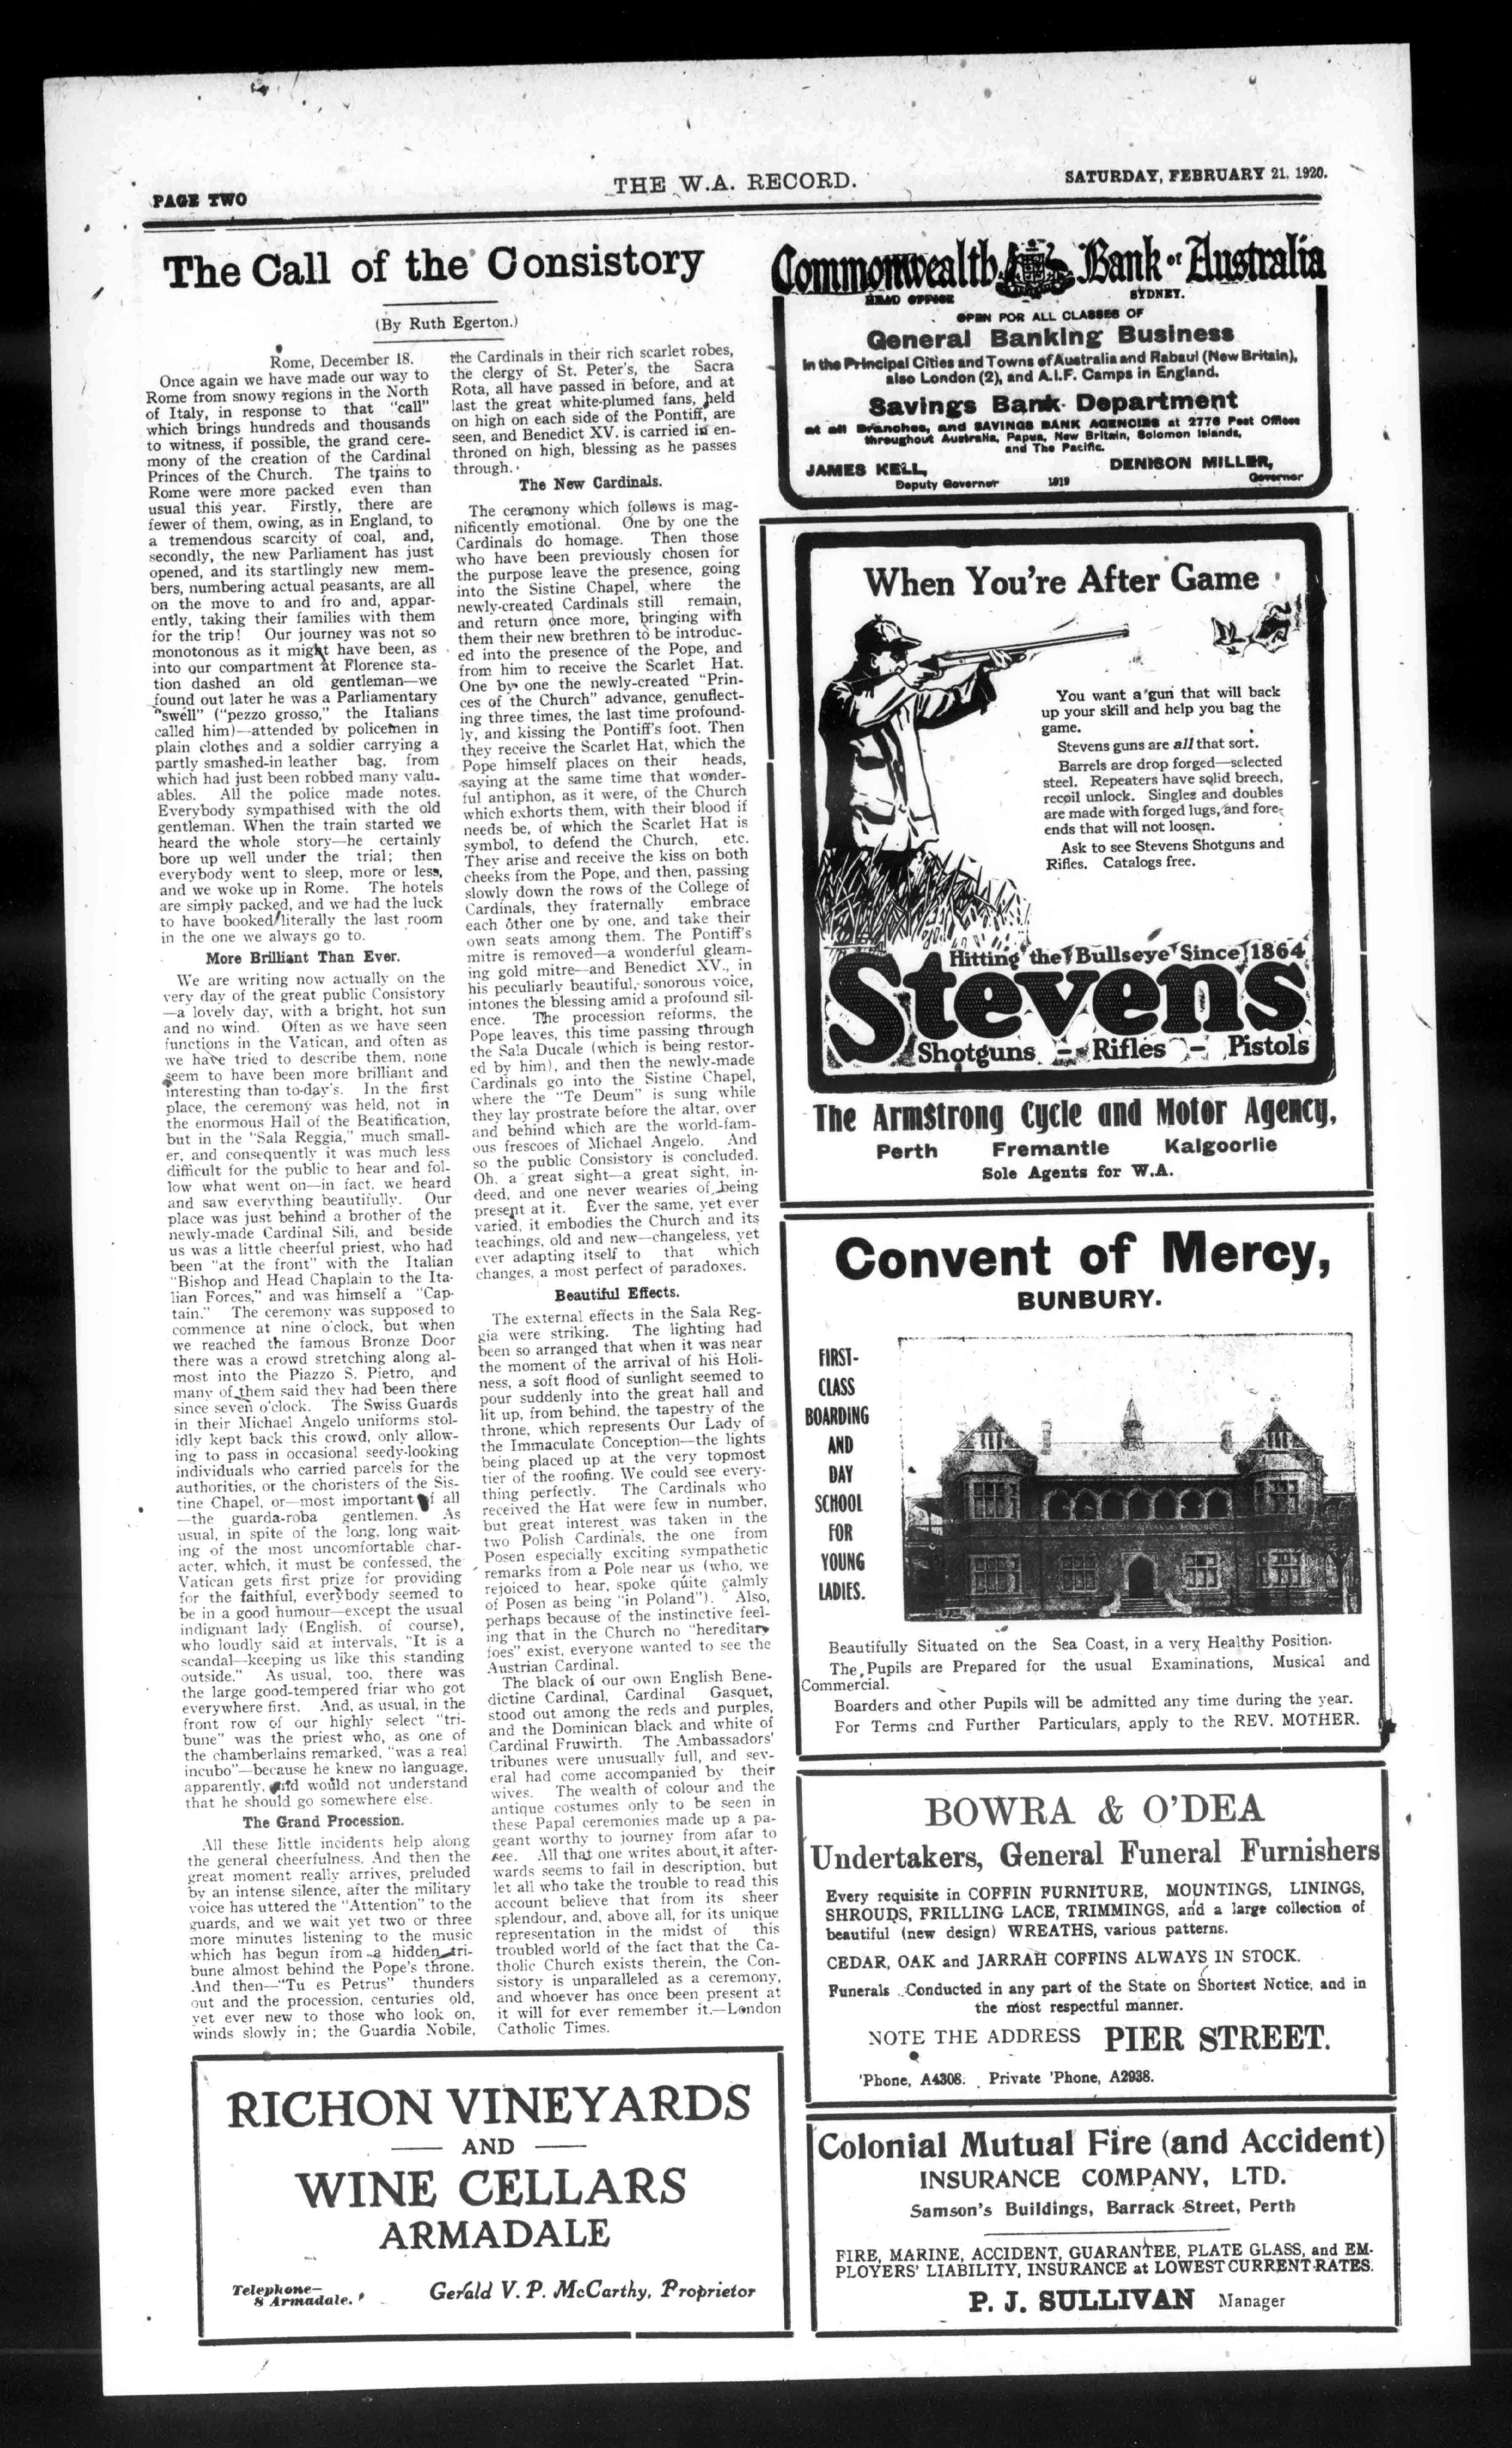 PAGE TWO
THE W.A. RECORD.
SATURDAY, FEBRUARY 21, 1920.
The Call of the Consistory
(By Ruth Egerton.)
Rome, December 18.
Once again we have made our way to
Rome from snowy regions in the North
of Italy, in response to that "call"
which brings hundreds and thousands
to witness, if possible, the grand cere-
mony of the creation of the Cardinal
Princes of the Church. The trains to
Rome were more packed even than
usual this year. Firstly, there are
fewer of them, owing, as in England, to
a tremendous scarcity of coal, and,
secondly, the new Parliament has just
opened, and its startlingly new mem-
bers, numbering actual peasants, are all
on the move to and fro and, appar-
ently, taking their families with them
for the trip! Our journey was not so
monotonous as it might have been, as
into our compartment at Florence sta-
tion dashed an old gentleman—we
found out later he was a Parliamentary
"swell" ("pezzo grosso," the Italians
called him)—attended by policemen in
plain clothes and a soldier carrying a
partly smashed-in leather bag, from
which had just been robbed many valu-
ables. All the police made notes.
Everybody sympathised with the old
gentleman. When the train started we
heard the whole story—he certainly
bore up well under the trial; then
everybody went to sleep, more or less,
and we woke up in Rome. The hotels
are simply packed, and we had the luck
to have booked literally the last room
in the one we always go to.
More Brilliant Than Ever.
We are writing now actually on the
very day of the great public Consistory
—a lovely day, with a bright, hot sun
and no wind. Often as we have seen
functions in the Vatican, and often as
we have tried to describe them, none
seem to have been more brilliant and
interesting than to-day's. In the first
place, the ceremony was held, not in
the enormous Hall of the Beatification,
but in the "Sala Reggia," much small-
er, and consequently it was much less
difficult for the public to hear and fol-
low what went on—in fact, we heard
and saw everything beautifully. Our
place was just behind a brother of the
newly-made Cardinal Sili, and beside
us was a little cheerful priest, who had
been "at the front" with the Italian
"Bishop and Head Chaplain to the Ita-
lian Forces," and was himself a "Cap-
tain." The ceremony was supposed to
commence at nine o'clock, but when
we reached the famous Bronze Door
there was a crowd stretching along al-
most into the Piazzo S. Pietro, and
many of them said they had been there
since seven o'clock. The Swiss Guards
in their Michael Angelo uniforms stol-
idly kept back this crowd, only allow-
ing to pass in occasional seedy-looking
individuals who carried parcels for the
authorities, or the choristers of the Sis-
tine Chapel, or—most important of all
—the guarda-roba gentlemen. As
usual, in spite of the long, long wait-
ing of the most uncomfortable char-
acter, which, it must be confessed, the
Vatican gets first prize for providing
for the faithful, everybody seemed to
be in a good humour—except the usual
indignant lady (English, of course),
who loudly said at intervals, "It is a
scandal—keeping us like this standing
outside." As usual, too, there was
the large good-tempered friar who got
everywhere first. And, as usual, in the
front row of our highly select "tri-
bune" was the priest who, as one of
the chamberlains remarked, "was a real
incubo"—because he knew no language,
apparently, and would not understand
that he should go somewhere else.
The Grand Procession.
All these little incidents help along
the general cheerfulness. And then the
great moment really arrives, preluded
by an intense silence, after the military
voice has uttered the "Attention" to the
guards, and we wait yet two or three
more minutes listening to the music
which has begun from a hidden tri-
bune almost behind the Pope's throne.
And then—"Tu es Petrus" thunders
out and the procession, centuries old,
yet ever new to those who look on,
winds slowly in; the Guardia Nobile,
the Cardinals in their rich scarlet robes,
the clergy of St. Peter's, the Sacra
Rota, all have passed in before, and at
last the great white-plumed fans, held
on high on each side of the Pontiff, are
seen, and Benedict XV. is carried in en-
throned on high, blessing as he passes
through.
The New Cardinals.
The ceremony which follows is mag-
nificently emotional. One by one the
Cardinals do homage. Then those
who have been previously chosen for
the purpose leave the presence, going
into the Sistine Chapel, where the
newly-created Cardinals still remain,
and return once more, bringing with
them their new brethren to be introduc-
ed into the presence of the Pope, and
from him to receive the Scarlet Hat.
One by one the newly-created "Prin-
ces of the Church" advance, genuflect-
ing three times, the last time profound-
ly, and kissing the Pontiff's foot. Then
they receive the Scarlet Hat, which the
Pope himself places on their heads,
saying at the same time that wonder-
ful antiphon, as it were, of the Church
which exhorts them, with their blood if
needs be, of which the Scarlet Hat is
symbol, to defend the Church, etc.
They arise and receive the kiss on both
cheeks from the Pope, and then, passing
slowly down the rows of the College of
Cardinals, they fraternally embrace
each other one by one, and take their
own seats among them. The Pontiff's
mitre is removed—a wonderful gleam-
ing gold mitre—and Benedict XV., in
his peculiarly beautiful, sonorous voice,
intones the blessing amid a profound sil-
ence. The procession reforms, the
Pope leaves, this time passing through
the Sala Ducale (which is being restor-
ed by him), and then the newly-made
Cardinals go into the Sistine Chapel,
where the "Te Deum" is sung while
they lay prostrate before the altar, over
and behind which are the world-fam-
ous frescoes of Michael Angelo. And
so the public Consistory is concluded.
Oh, a great sight—a great sight, in-
deed, and one never wearies of being
present at it. Ever the same, yet ever
varied, it embodies the Church and its
teachings, old and new—changeless, yet
ever adapting itself to that which
changes, a most perfect of paradoxes.
Beautiful Effects.
The external effects in the Sala Reg-
gia were striking. The lighting had
been so arranged that when it was near
the moment of the arrival of his Holi-
ness, a soft flood of sunlight seemed to
pour suddenly into the great hall and
lit up, from behind, the tapestry of the
throne, which represents Our Lady of
the Immaculate Conception—the lights
being placed up at the very topmost
tier of the roofing. We could see every-
thing perfectly. The Cardinals who
received the Hat were few in number,
but great interest was taken in the
two Polish Cardinals, the one from
Posen especially exciting sympathetic
remarks from a Pole near us (who, we
rejoiced to hear, spoke quite calmly
of Posen as being "in Poland"). Also,
perhaps because of the instinctive feel-
ing that in the Church no "hereditary
foes" exist, everyone wanted to see the
Austrian Cardinal.
The black of our own English Bene-
dictine Cardinal, Cardinal Gasquet,
stood out among the reds and purples,
and the Dominican black and white of
Cardinal Fruwirth. The Ambassadors'
tribunes were unusually full, and sev-
eral had come accompanied by their
wives. The wealth of colour and the
antique costumes only to be seen in
these Papal ceremonies made up a pa-
geant worthy to journey from afar to
see. All that one writes about it after-
wards seems to fail in description, but
let all who take the trouble to read this
account believe that from its sheer
splendour, and, above all, for its unique
representation in the midst of this
troubled world of the fact that the Ca-
tholic Church exists therein, the Con-
sistory is unparalleled as a ceremony,
and whoever has once been present at
it will for ever remember it.—London
Catholic Times.
RICHON VINEYARDS
AND
WINE CELLARS
ARMADALE
Telephone—
8 Armadale.
Gerald V. P. McCarthy, Proprietor
Commonwealth Bank of Australia
HEAD OFFICE
SYDNEY.
OPEN FOR ALL CLASSES OF
General Banking Business
In the Principal Cities and Towns of Australia and Rabaul (New Britain),
also London (2), and A.I.F. Camps in England.
Savings Bank Department
at all Branches, and SAVINGS BANK AGENCIES at 2776 Post Offices
throughout Australia, Papua, New Britain, Solomon Islands,
and The Pacific.
JAMES KELL,
Deputy Governor
1919
DENISON MILLER,
Governor
When You're After Game
You want a gun that will back
up your skill and help you bag the
game.
Stevens guns are all that sort.
Barrels are drop forged—selected
steel. Repeaters have solid breech,
recoil unlock. Singles and doubles
are made with forged lugs, and fore-
ends that will not loosen.
Ask to see Stevens Shotguns and
Rifles. Catalogs free.
Hitting the Bullseye Since 1864
Stevens
Shotguns - Rifles - Pistols
The Armstrong Cycle and Motor Agency,
Perth Fremantle Kalgoorlie
Sole Agents for W.A.
Convent of Mercy,
BUNBURY.
FIRST-
CLASS
BOARDING
AND
DAY
SCHOOL
FOR
YOUNG
LADIES.
Beautifully Situated on the Sea Coast, in a very Healthy Position.
The Pupils are Prepared for the usual Examinations, Musical and
Commercial.
Boarders and other Pupils will be admitted any time during the year.
For Terms and Further Particulars, apply to the REV. MOTHER.
BOWRA & O'DEA
Undertakers, General Funeral Furnishers
Every requisite in COFFIN FURNITURE, MOUNTINGS, LININGS,
SHROUDS, FRILLING LACE, TRIMMINGS, and a large collection of
beautiful (new design) WREATHS, various patterns.
CEDAR, OAK and JARRAH COFFINS ALWAYS IN STOCK.
Funerals Conducted in any part of the State on Shortest Notice, and in
the most respectful manner.
NOTE THE ADDRESS PIER STREET.
'Phone, A4308. Private 'Phone, A2938.
Colonial Mutual Fire (and Accident)
INSURANCE COMPANY, LTD.
Samson's Buildings, Barrack Street, Perth
FIRE, MARINE, ACCIDENT, GUARANTEE, PLATE GLASS, and EM-
PLOYERS' LIABILITY, INSURANCE at LOWEST CURRENT RATES.
P. J. SULLIVAN Manager